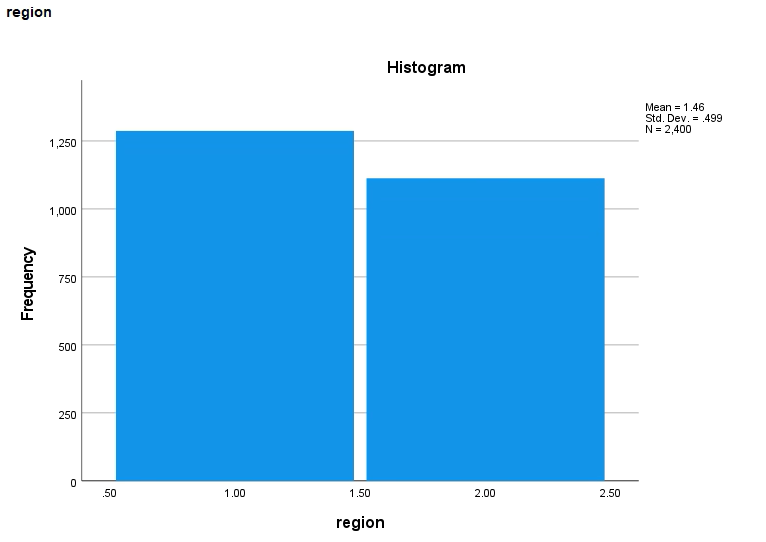 region
Histogram
Mean = 1.46
Std. Dev. = .499
N = 2,400
Frequency
1,250
1,000
750
500
250
0
.50 1.00 1.50 2.00 2.50
region